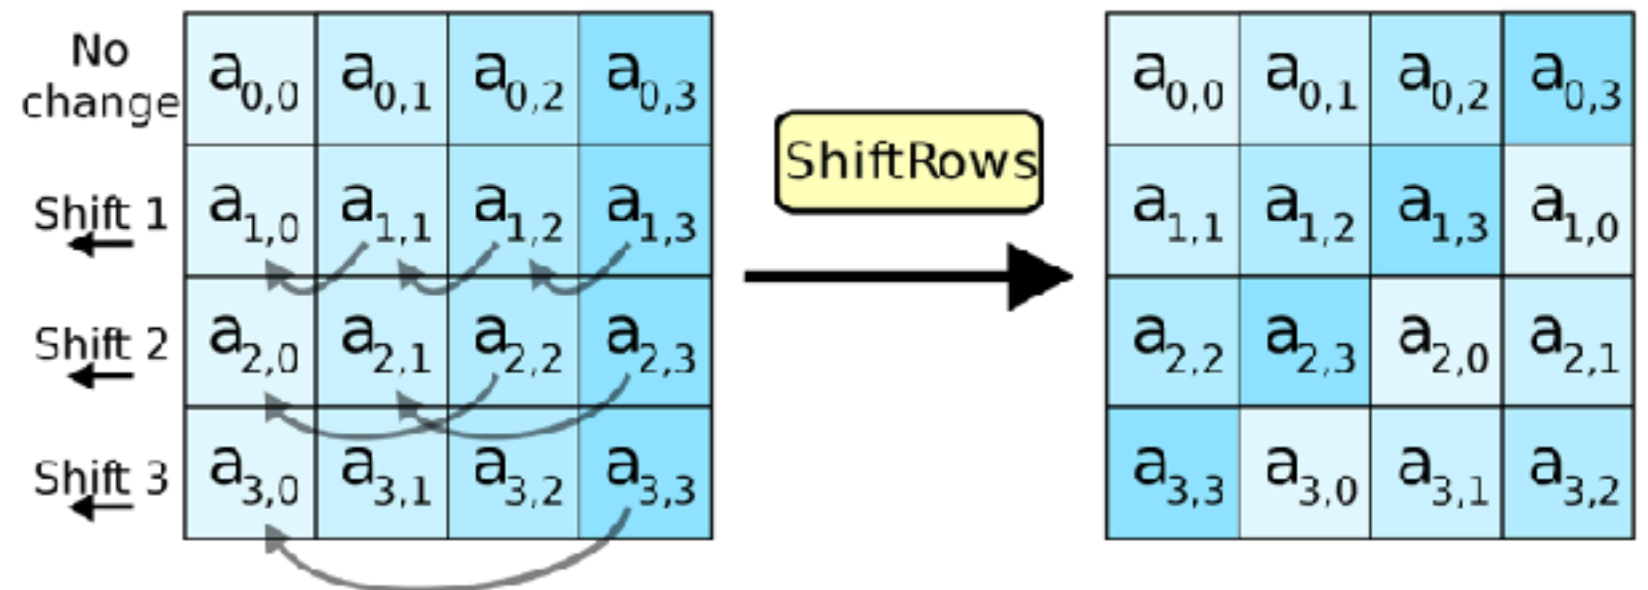 No
change
a0,0 a0,1 a0,2 a0,3
Shift 1
a1,0 a1,1 a1,2 a1,3
Shift 2
a2,0 a2,1 a2,2 a2,3
Shift 3
a3,0 a3,1 a3,2 a3,3
ShiftRows
a0,0 a0,1 a0,2 a0,3
a1,1 a1,2 a1,3 a1,0
a2,2 a2,3 a2,0 a2,1
a3,3 a3,0 a3,1 a3,2